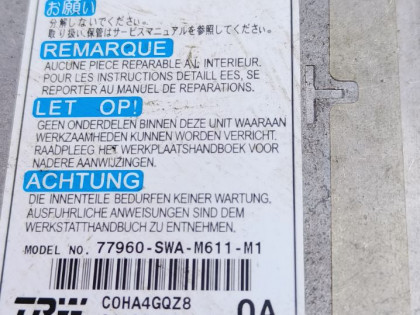 お願い
分解しないでください。
取り扱い、保管はサービスマニュアルを参照してください。
REMARQUE
AUCUNE PIECE REPARABLE A L INTERIEUR.
POUR LES INSTRUCTIONS DETAILL EES, SE
REPORTER AU MANUEL DE REPARATIONS.
LET OP!
GEEN ONDERDELEN BINNEN DEZE UNIT WAARAAN
WERKZAAMHEDEN KUNNEN WORDEN VERRICHT.
RAADPLEEG HET WERKPLAATSHANDBOEK VOOR
NADERE AANWIJZINGEN.
ACHTUNG
DIE INNENTEILE BEDURFEN KEINER WARTUNG.
AUSFUHRLICHE ANWEISUNGEN SIND DEM
WERKSTATTHANDBUCH ZU ENTNEHMEN.
MODEL NO. 77960-SWA-M611-M1
TRW C0HA4GQZ8 0A